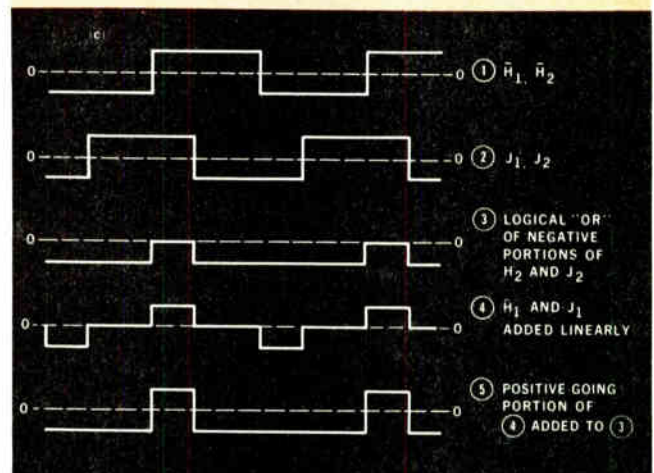 (c)
0 0 ① H̄₁, H̄₂
0 0 ② J₁, J₂
0 0 ③ LOGICAL "OR"
OF NEGATIVE
PORTIONS OF
H₂ AND J₂
0 0 ④ H̄₁ AND J₁
ADDED LINEARLY
0 0 ⑤ POSITIVE GOING
PORTION OF
④ ADDED TO ③